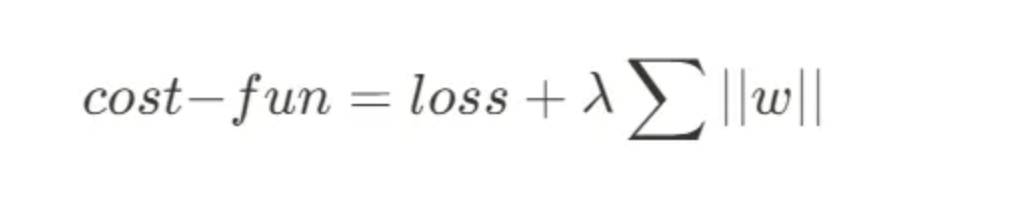 cost−fun = loss + λ∑||w||